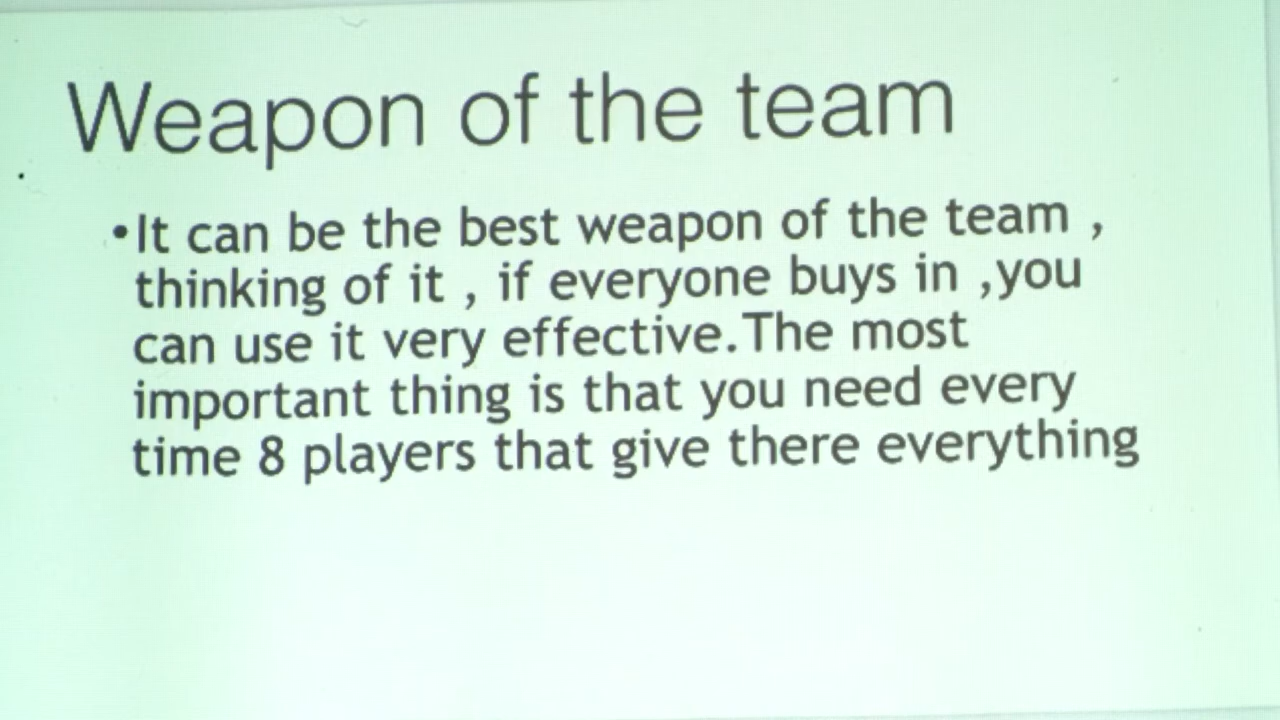 Weapon of the team
•It can be the best weapon of the team ,
thinking of it , if everyone buys in ,you
can use it very effective.The most
important thing is that you need every
time 8 players that give there everything